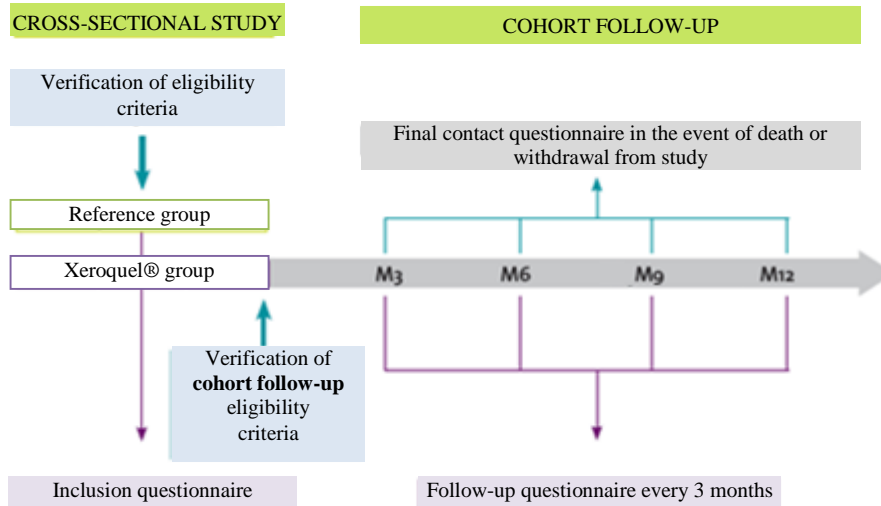 CROSS-SECTIONAL STUDY
COHORT FOLLOW-UP
Verification of eligibility
criteria
Final contact questionnaire in the event of death or
withdrawal from study
Reference group
Xeroquel® group
M3
M6
M9
M12
Verification of
cohort follow-up
eligibility
criteria
Inclusion questionnaire
Follow-up questionnaire every 3 months